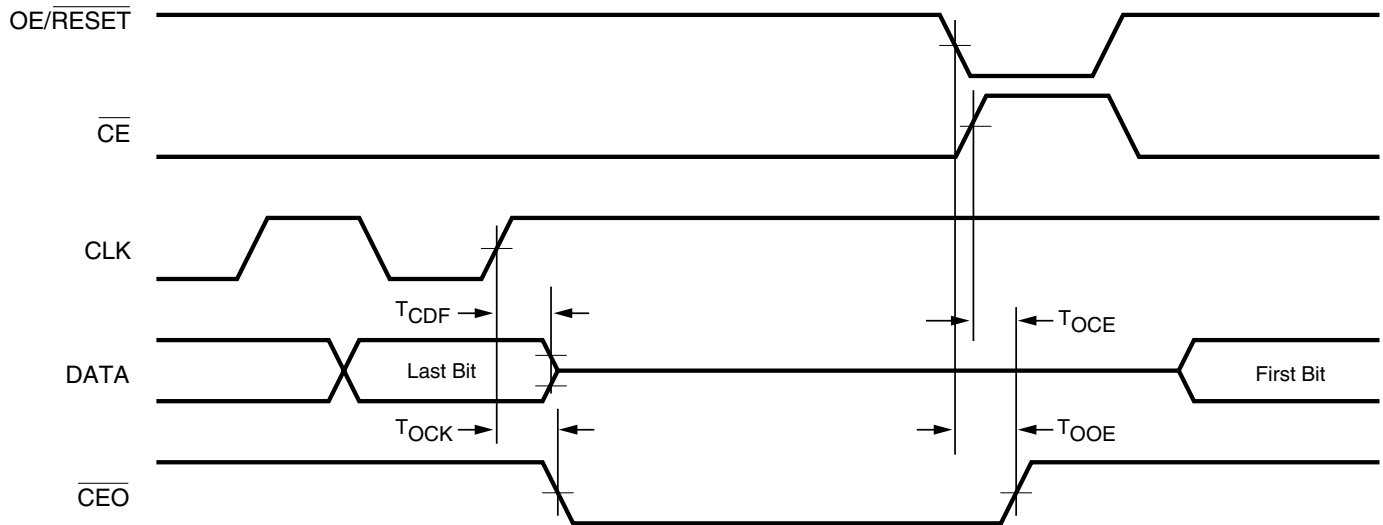 OE/RESET
CE
CLK
TCDF
TOCE
DATA
Last Bit
First Bit
TOCK
TOOE
CEO